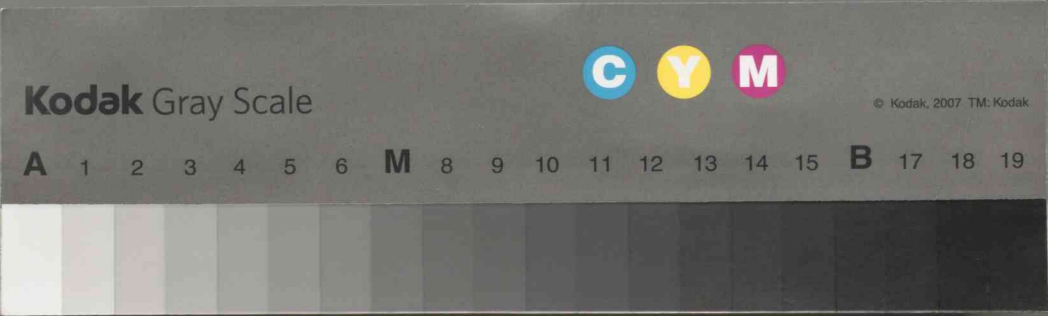 C Y M
Kodak Gray Scale
© Kodak, 2007 TM: Kodak
A 1 2 3 4 5 6 M 8 9 10 11 12 13 14 15 B 17 18 19